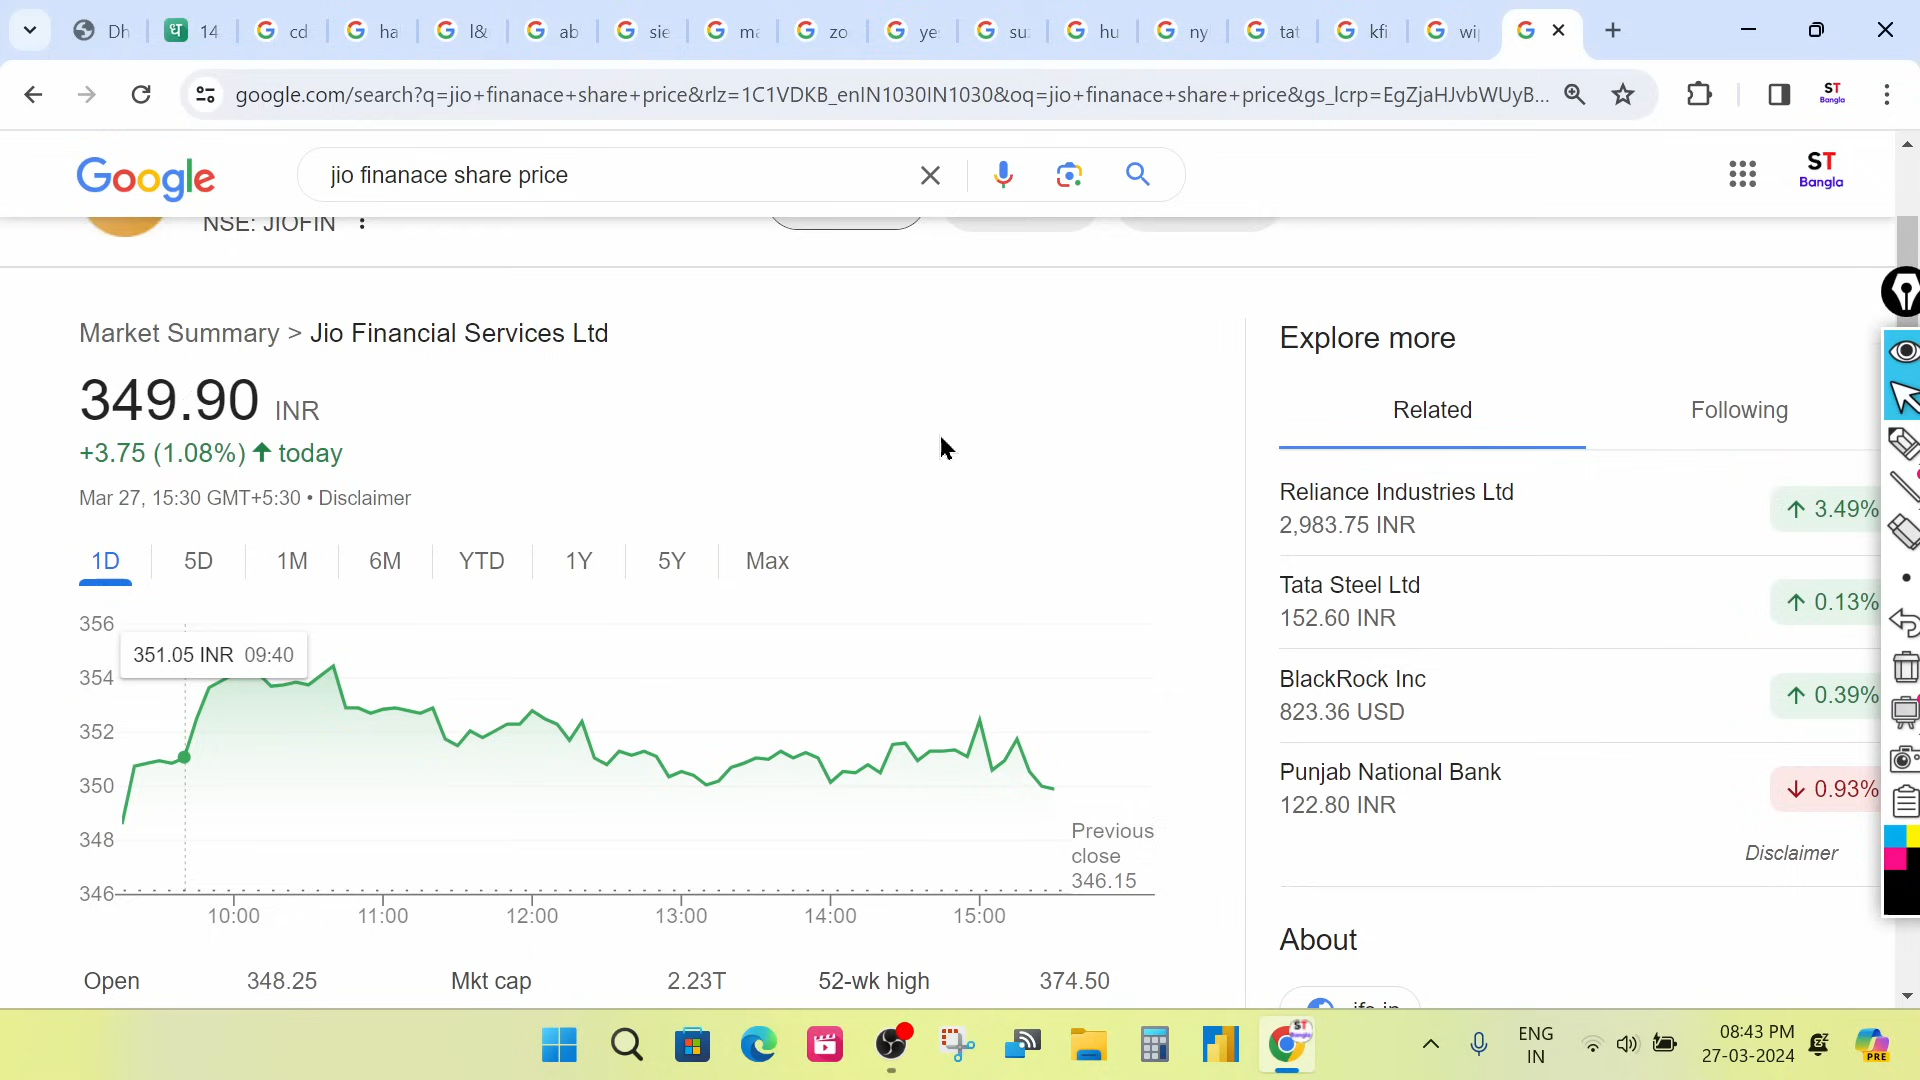 Dh
ध 14
cd
ha
l&
ab
sie
ma
zo
ye
su
hu
ny
tat
kfi
wi
google.com/search?q=jio+finanace+share+price&rlz=1C1VDKB_enIN1030IN1030&oq=jio+finanace+share+price&gs_lcrp=EgZjaHJvbWUyB...
ST
Bangla
Google
jio finanace share price
ST
Bangla
NSE: JIOFIN
Market Summary > Jio Financial Services Ltd
349.90 INR
+3.75 (1.08%) ↑ today
Mar 27, 15:30 GMT+5:30 • Disclaimer
1D 5D 1M 6M YTD 1Y 5Y Max
356
351.05 INR 09:40
354
352
350
348
346
Previous
close
346.15
10:00 11:00 12:00 13:00 14:00 15:00
Open 348.25 Mkt cap 2.23T 52-wk high 374.50
Explore more
Related Following
Reliance Industries Ltd
2,983.75 INR
↑ 3.49%
Tata Steel Ltd
152.60 INR
↑ 0.13%
BlackRock Inc
823.36 USD
↑ 0.39%
Punjab National Bank
122.80 INR
↓ 0.93%
Disclaimer
About
ENG
IN
08:43 PM
27-03-2024
PRE